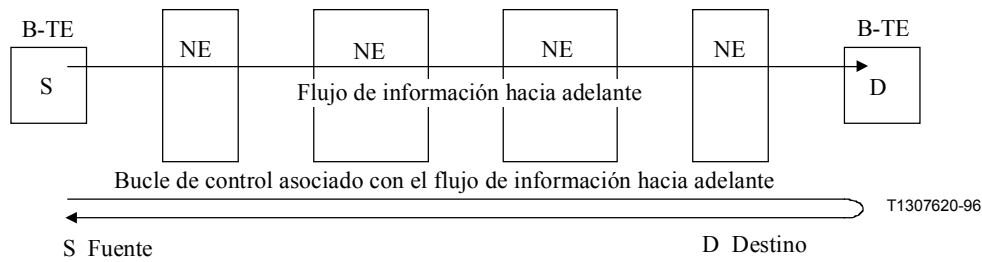 B-TE
NE
NE
NE
NE
B-TE
S
D
Flujo de información hacia adelante
Bucle de control asociado con el flujo de información hacia adelante
T1307620-96
S Fuente
D Destino